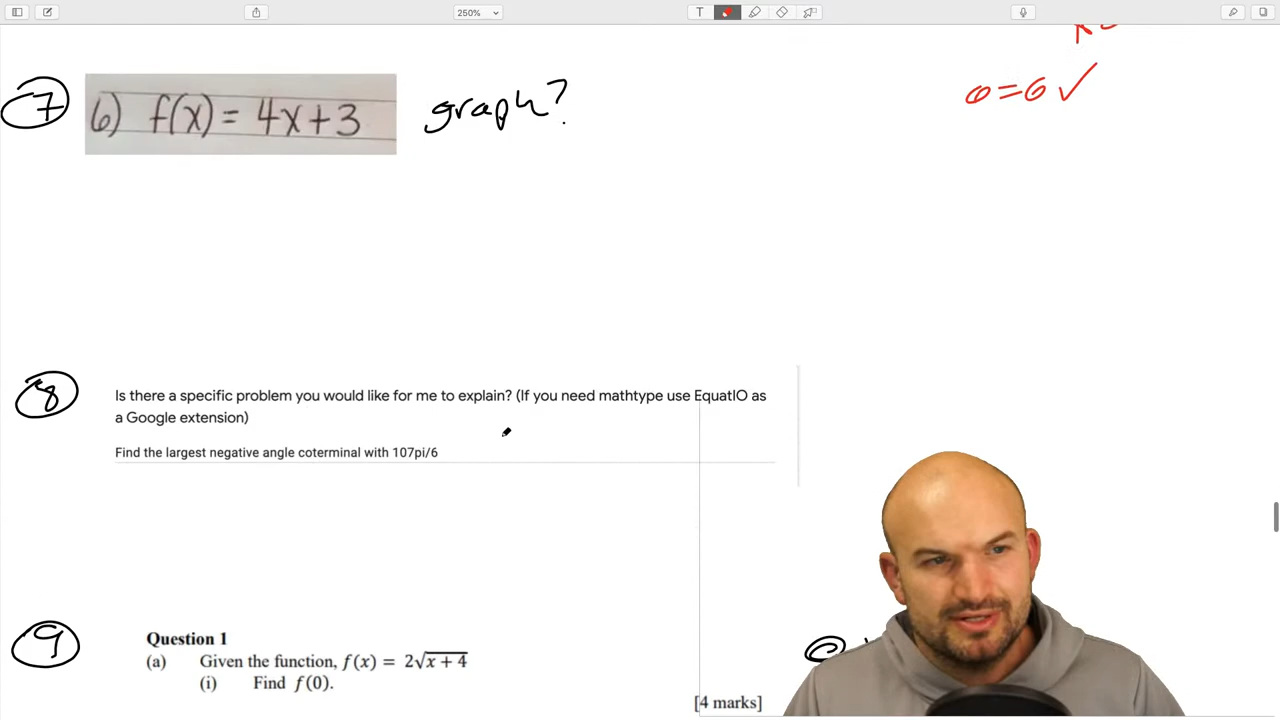 250%
T
0=6 ✓
7
6) f(x) = 4x+3
graph?
8
Is there a specific problem you would like for me to explain? (If you need mathtype use EquatIO as
a Google extension)
Find the largest negative angle coterminal with 107pi/6
9
Question 1
(a) Given the function, f(x) = 2√x + 4
(i) Find f(0).
[4 marks]